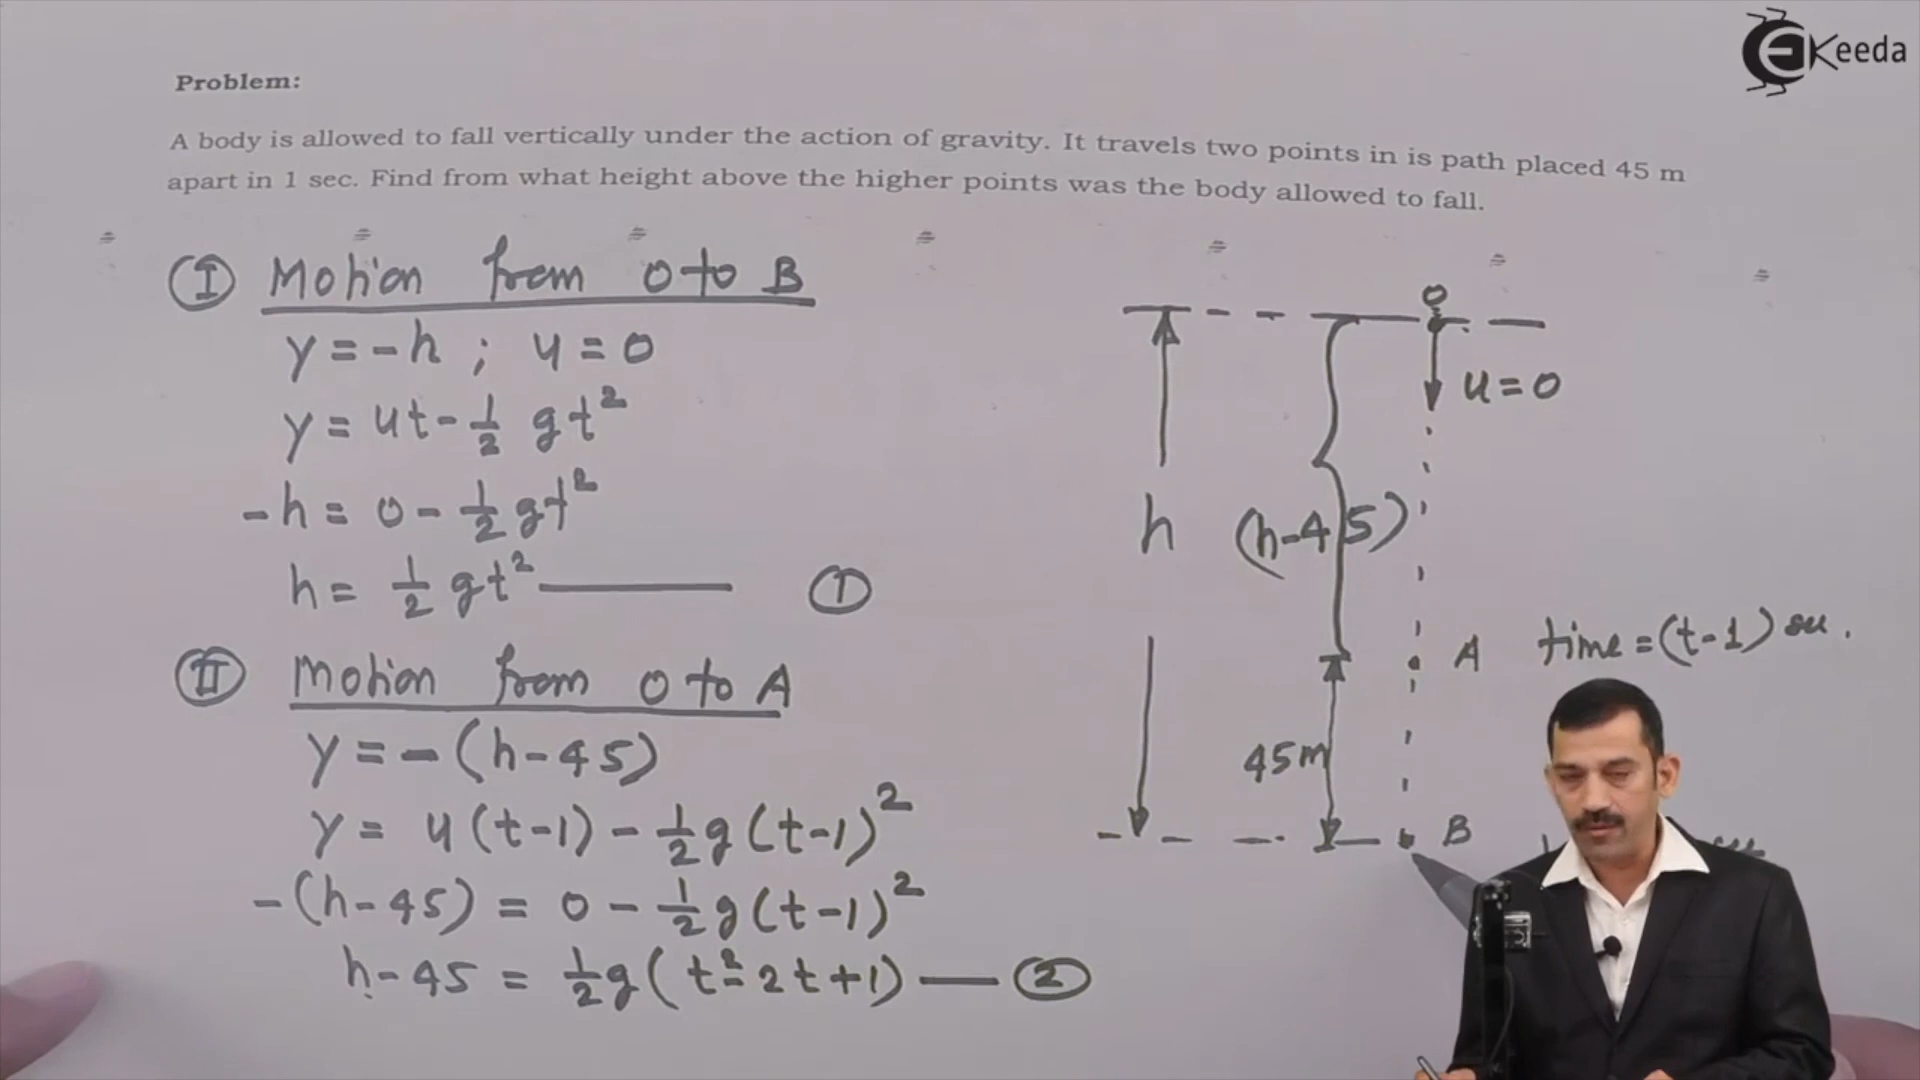 EKeeda
Problem:
A body is allowed to fall vertically under the action of gravity. It travels two points in is path placed 45 m
apart in 1 sec. Find from what height above the higher points was the body allowed to fall.
I Motion from O to B
y = -h ; u = 0
y = ut - 1/2 gt²
-h = 0 - 1/2 gt²
h = 1/2 gt² —— 1
II Motion from O to A
y = -(h-45)
y = u(t-1) - 1/2 g(t-1)²
-(h-45) = 0 - 1/2 g(t-1)²
h-45 = 1/2 g(t²-2t+1) — 2
O
u=0
h
(h-45)
A
time = (t-1) sec.
45m
B